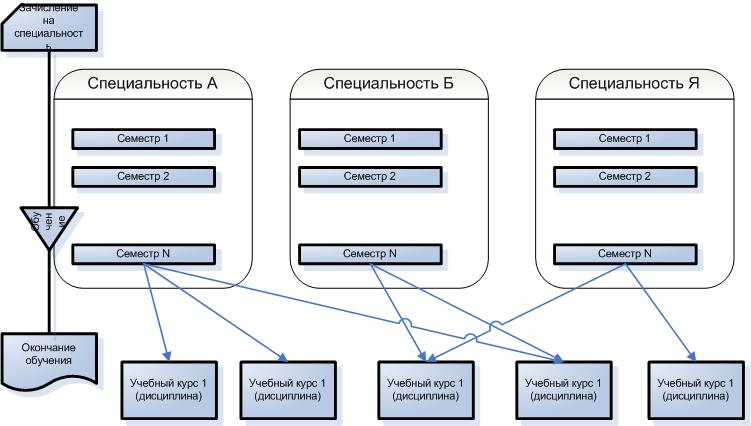 Зачисление
на
специальност
ь
Специальность А
Специальность Б
Специальность Я
Семестр 1
Семестр 1
Семестр 1
Семестр 2
Семестр 2
Семестр 2
Обу
чен
ие
Семестр N
Семестр N
Семестр N
Окончание
обучения
Учебный курс 1
(дисциплина)
Учебный курс 1
(дисциплина)
Учебный курс 1
(дисциплина)
Учебный курс 1
(дисциплина)
Учебный курс 1
(дисциплина)